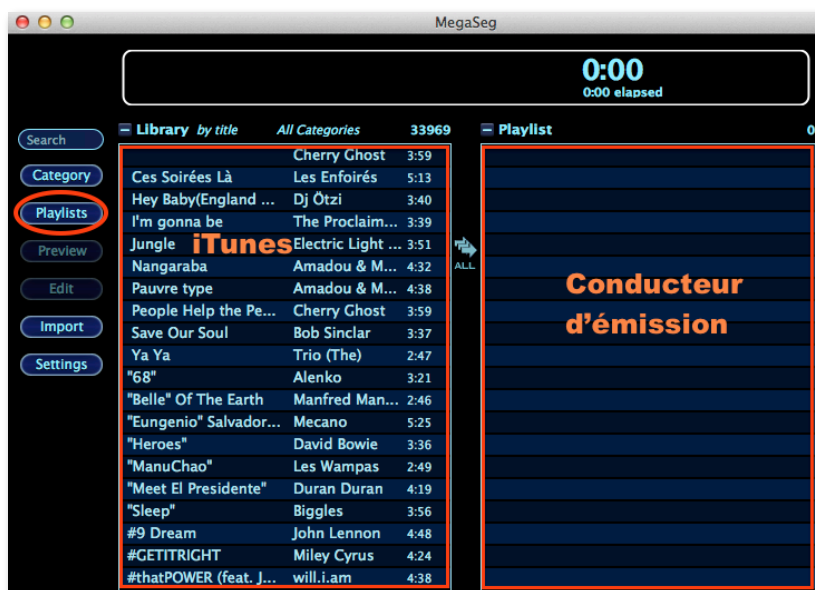 MegaSeg
0:00
0:00 elapsed
Search
Category
Playlists
Preview
Edit
Import
Settings
Library by title All Categories 33969
Cherry Ghost 3:59
Ces Soirées Là Les Enfoirés 5:13
Hey Baby(England ... Dj Ötzi 3:40
I'm gonna be The Proclaim... 3:39
Jungle Electric Light ... 3:51
Nangaraba Amadou & M... 4:32
Pauvre type Amadou & M... 4:38
People Help the Pe... Cherry Ghost 3:59
Save Our Soul Bob Sinclar 3:37
Ya Ya Trio (The) 2:47
"68" Alenko 3:21
"Belle" Of The Earth Manfred Man... 2:46
"Eungenio" Salvador... Mecano 5:25
"Heroes" David Bowie 3:36
"ManuChao" Les Wampas 2:49
"Meet El Presidente" Duran Duran 4:19
"Sleep" Biggles 3:56
#9 Dream John Lennon 4:48
#GETITRIGHT Miley Cyrus 4:24
#thatPOWER (feat. J... will.i.am 4:38
iTunes
ALL
Playlist 0
Conducteur
d'émission